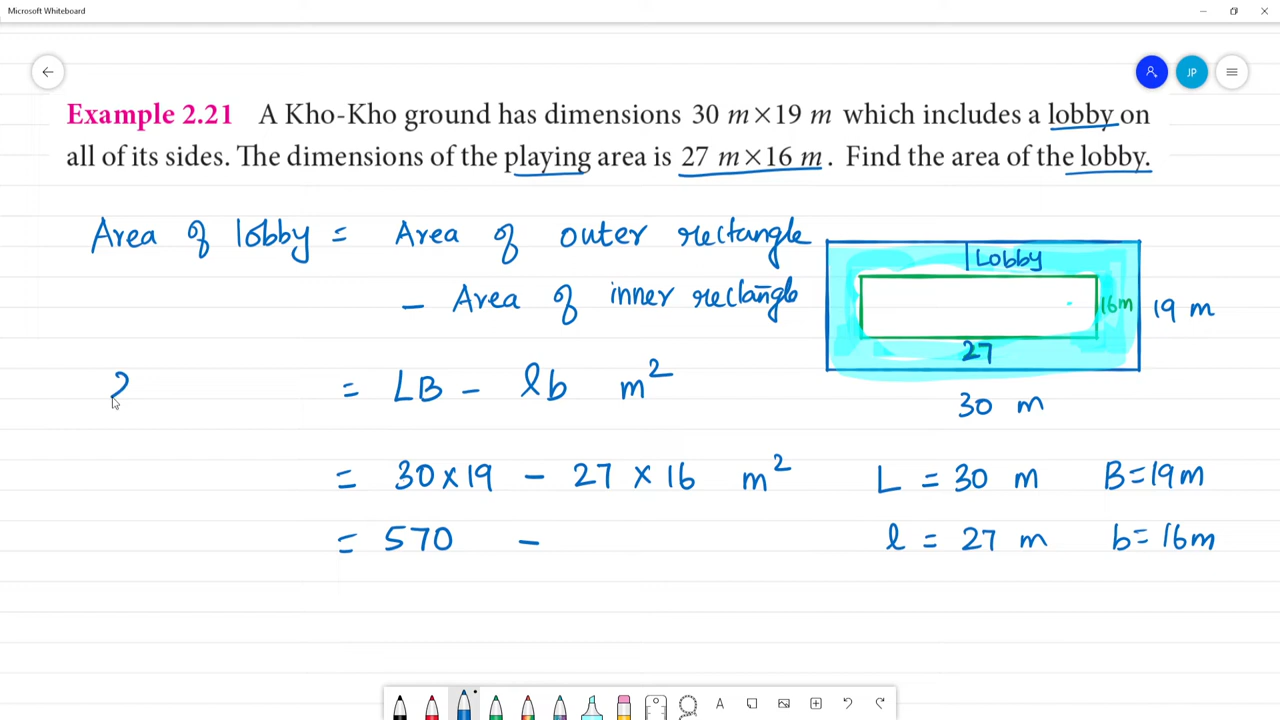 Microsoft Whiteboard
JP
Example 2.21 A Kho-Kho ground has dimensions 30 m×19 m which includes a lobby on
all of its sides. The dimensions of the playing area is 27 m×16 m. Find the area of the lobby.
Area of lobby = Area of outer rectangle
- Area of inner rectangle
Lobby
16m
19 m
27
30 m
2
= LB - lb m²
= 30×19 - 27 × 16 m²
L = 30 m B=19m
= 570 -
l = 27 m b=16m
A